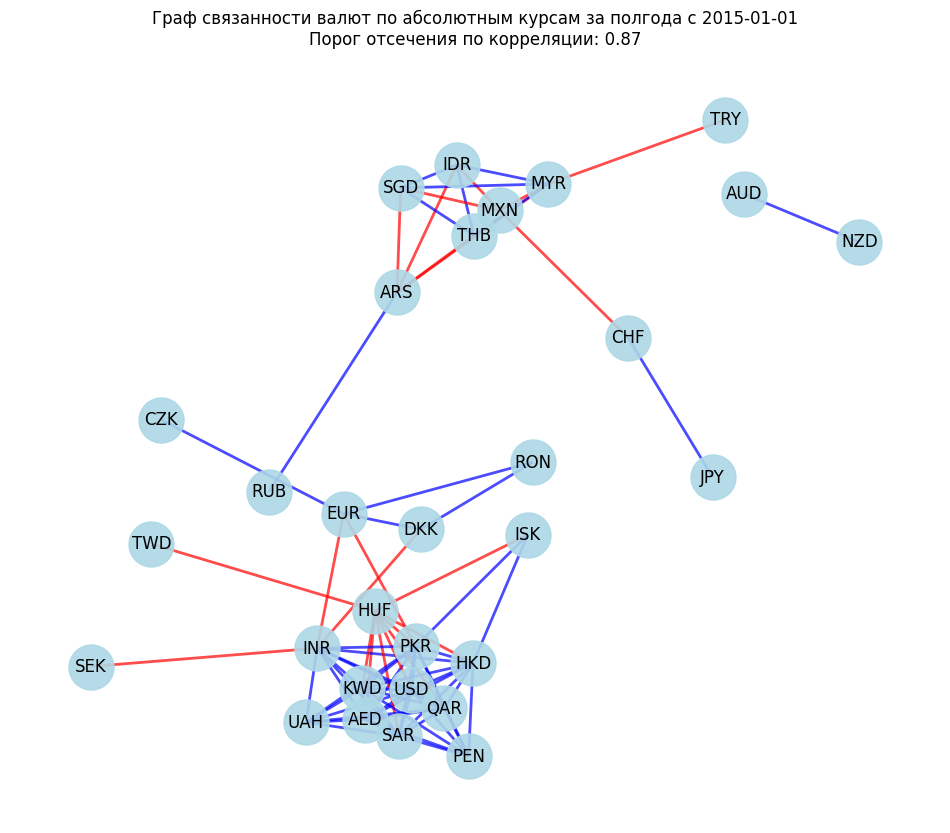 Граф связанности валют по абсолютным курсам за полгода с 2015-01-01
Порог отсечения по корреляции: 0.87
TRY
IDR
SGD
MYR
AUD
MXN
THB
NZD
ARS
CHF
CZK
RON
JPY
RUB
EUR
DKK
ISK
TWD
HUF
INR
PKR
HKD
SEK
KWD
USD
QAR
UAH
AED
SAR
PEN